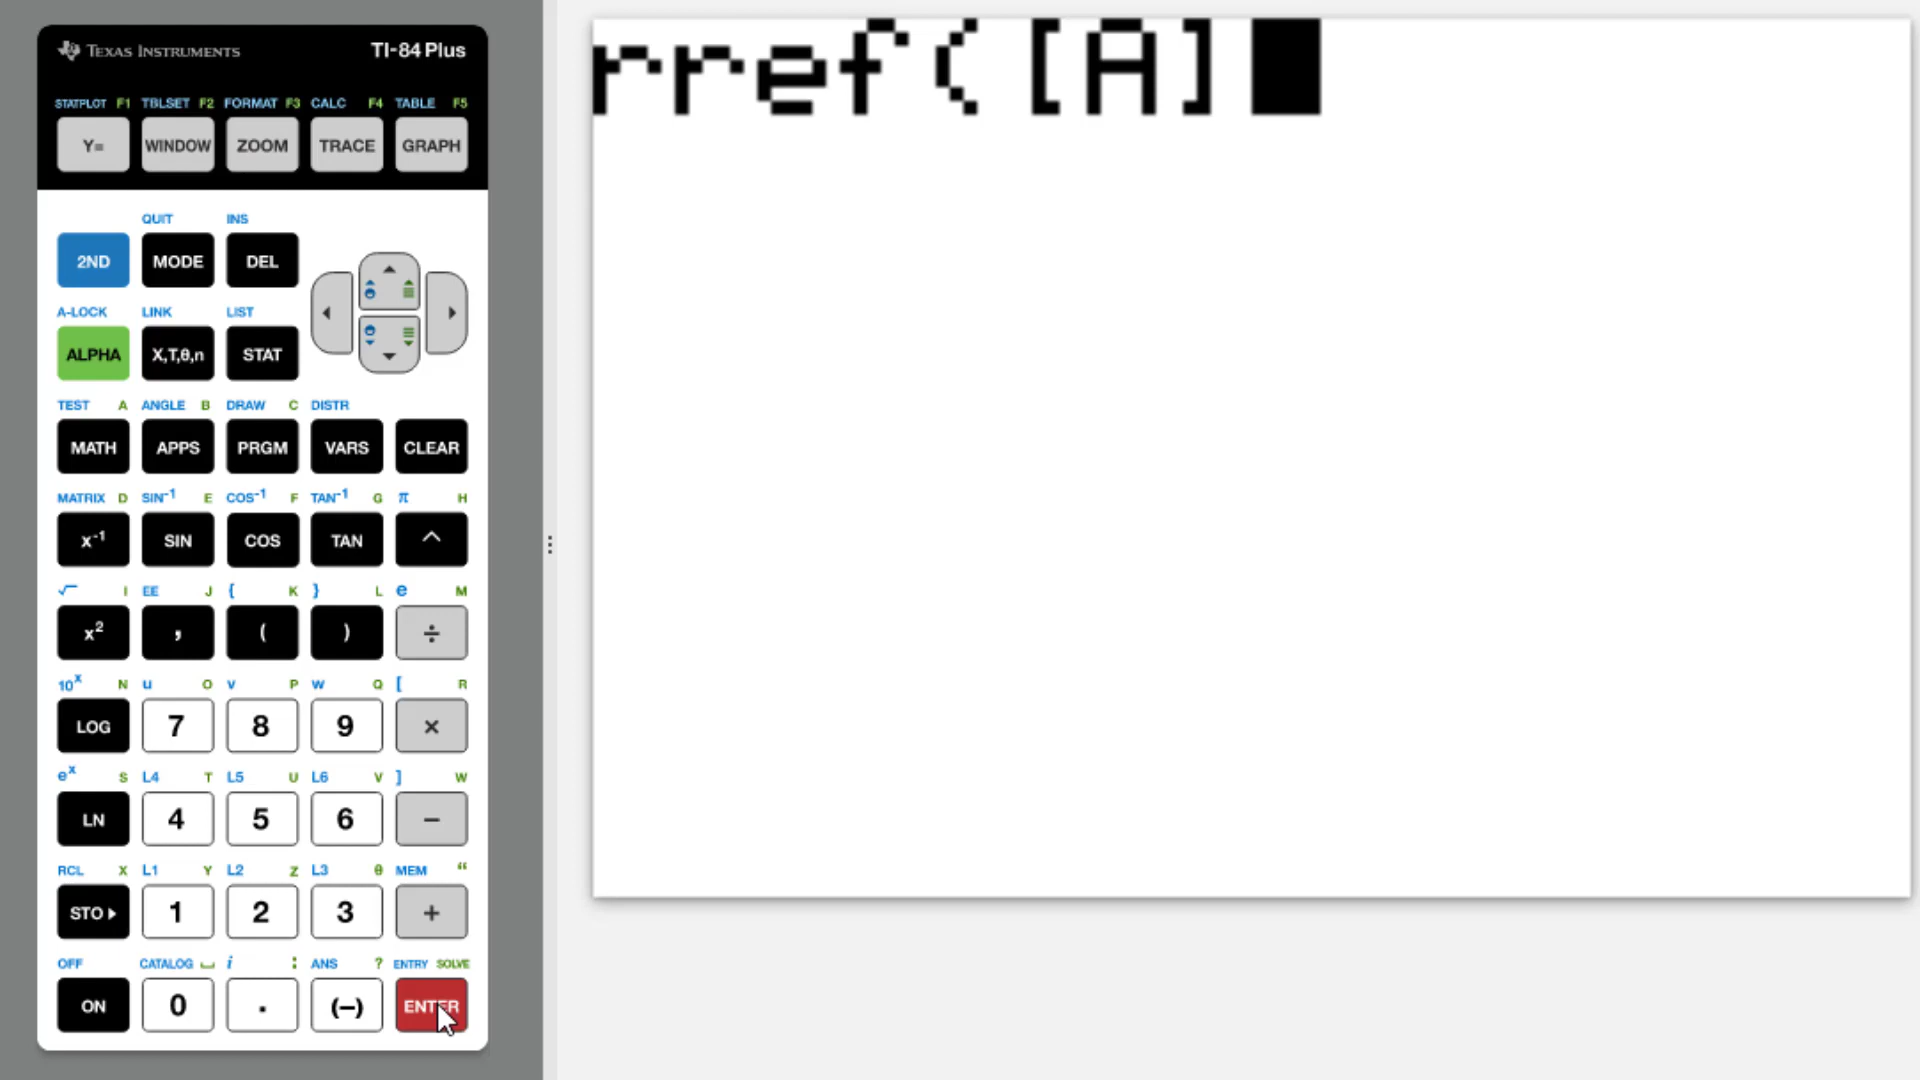 TEXAS INSTRUMENTS TI-84 Plus
STATPLOT F1 TBLSET F2 FORMAT F3 CALC F4 TABLE F5
Y= WINDOW ZOOM TRACE GRAPH
rref([A]
QUIT INS
2ND MODE DEL
A-LOCK LINK LIST
ALPHA X,T,θ,n STAT
TEST A ANGLE B DRAW C DISTR
MATH APPS PRGM VARS CLEAR
MATRIX D SIN⁻¹ E COS⁻¹ F TAN⁻¹ G π H
x⁻¹ SIN COS TAN ^
√ I EE J { K } L e M
x² , ( ) ÷
10ˣ N u O v P w Q [ R
LOG 7 8 9 ×
eˣ S L4 T L5 U L6 V ] W
LN 4 5 6 −
RCL X L1 Y L2 Z L3 θ MEM “
STO▸ 1 2 3 +
OFF CATALOG ⎵ i : ANS ? ENTRY SOLVE
ON 0 . (−) ENTER